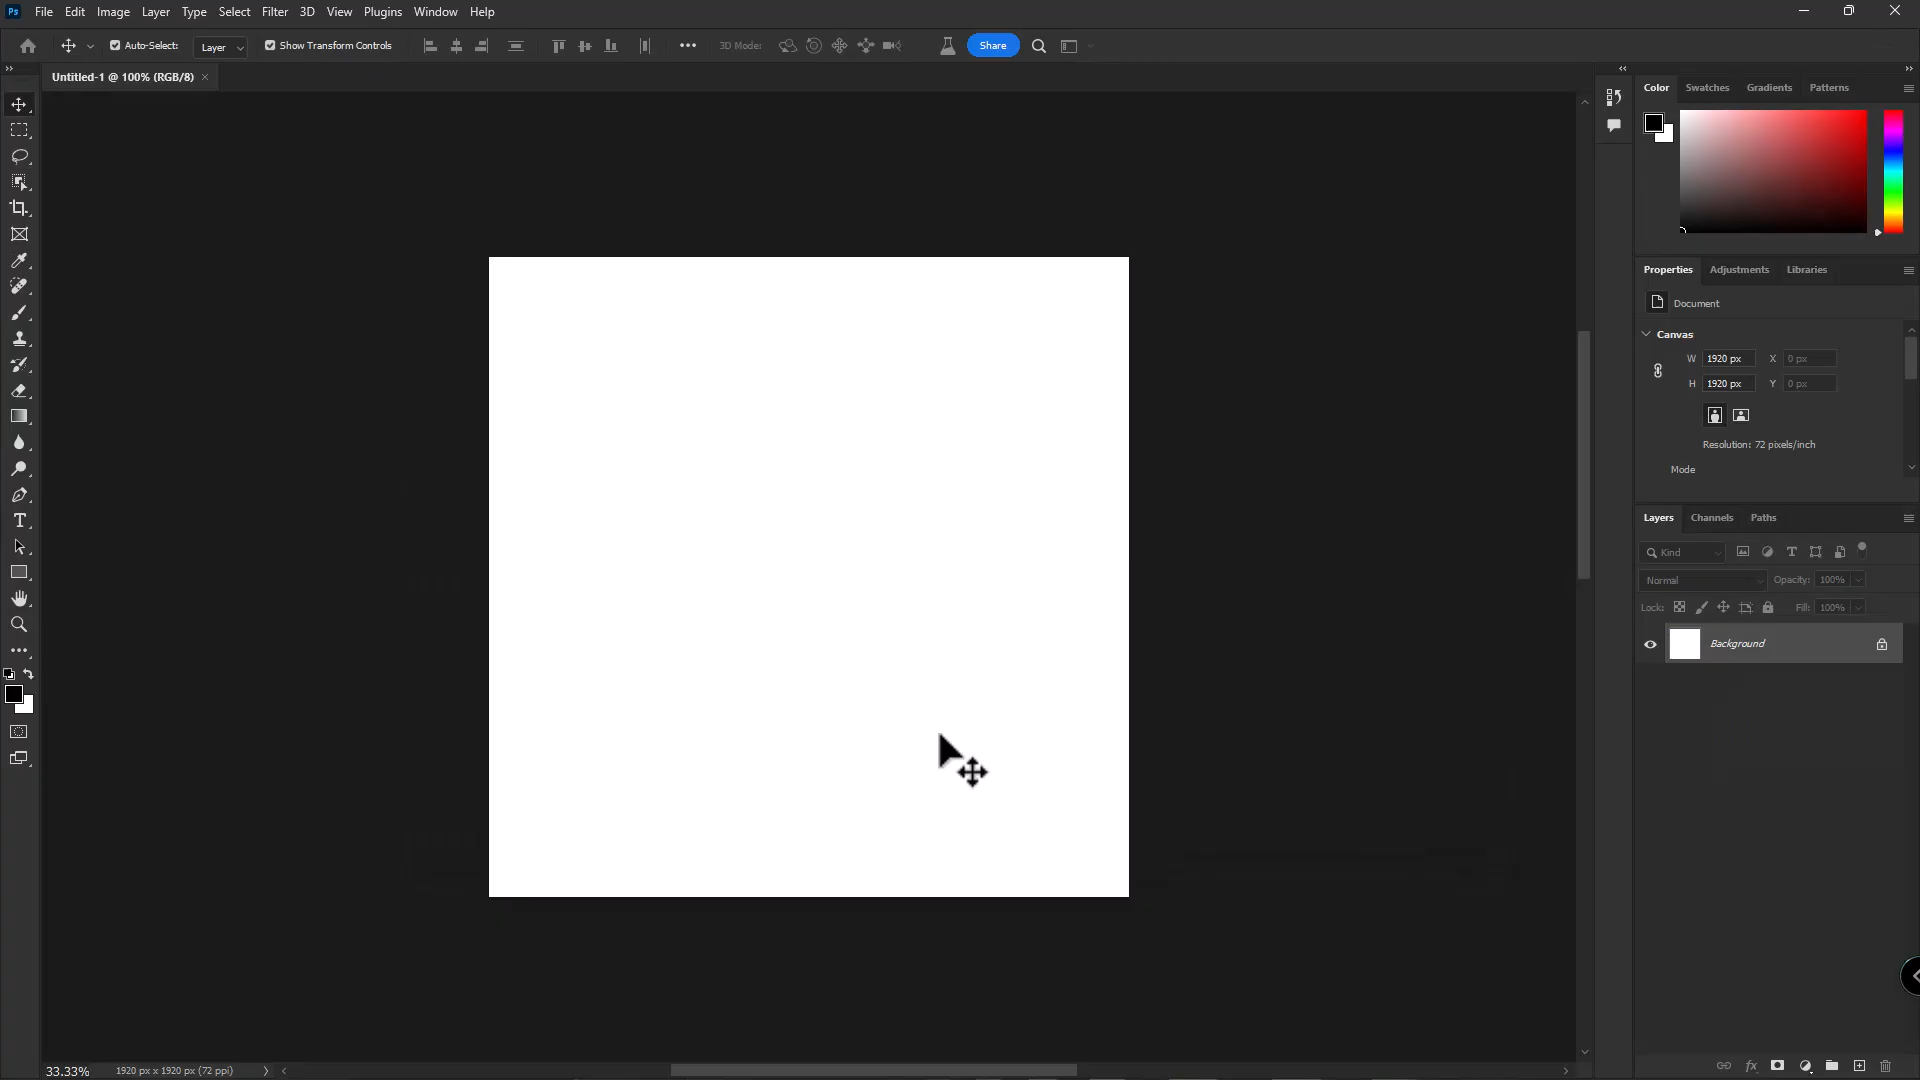 Ps File Edit Image Layer Type Select Filter 3D View Plugins Window Help
Auto-Select: Layer Show Transform Controls 3D Mode: Share
Untitled-1 @ 100% (RGB/8)
Color Swatches Gradients Patterns
Properties Adjustments Libraries
Document
Canvas
W 1920 px X 0 px
H 1920 px Y 0 px
Resolution: 72 pixels/inch
Mode
Layers Channels Paths
Kind
Normal Opacity: 100%
Lock: Fill: 100%
Background
33.33% 1920 px x 1920 px (72 ppi)